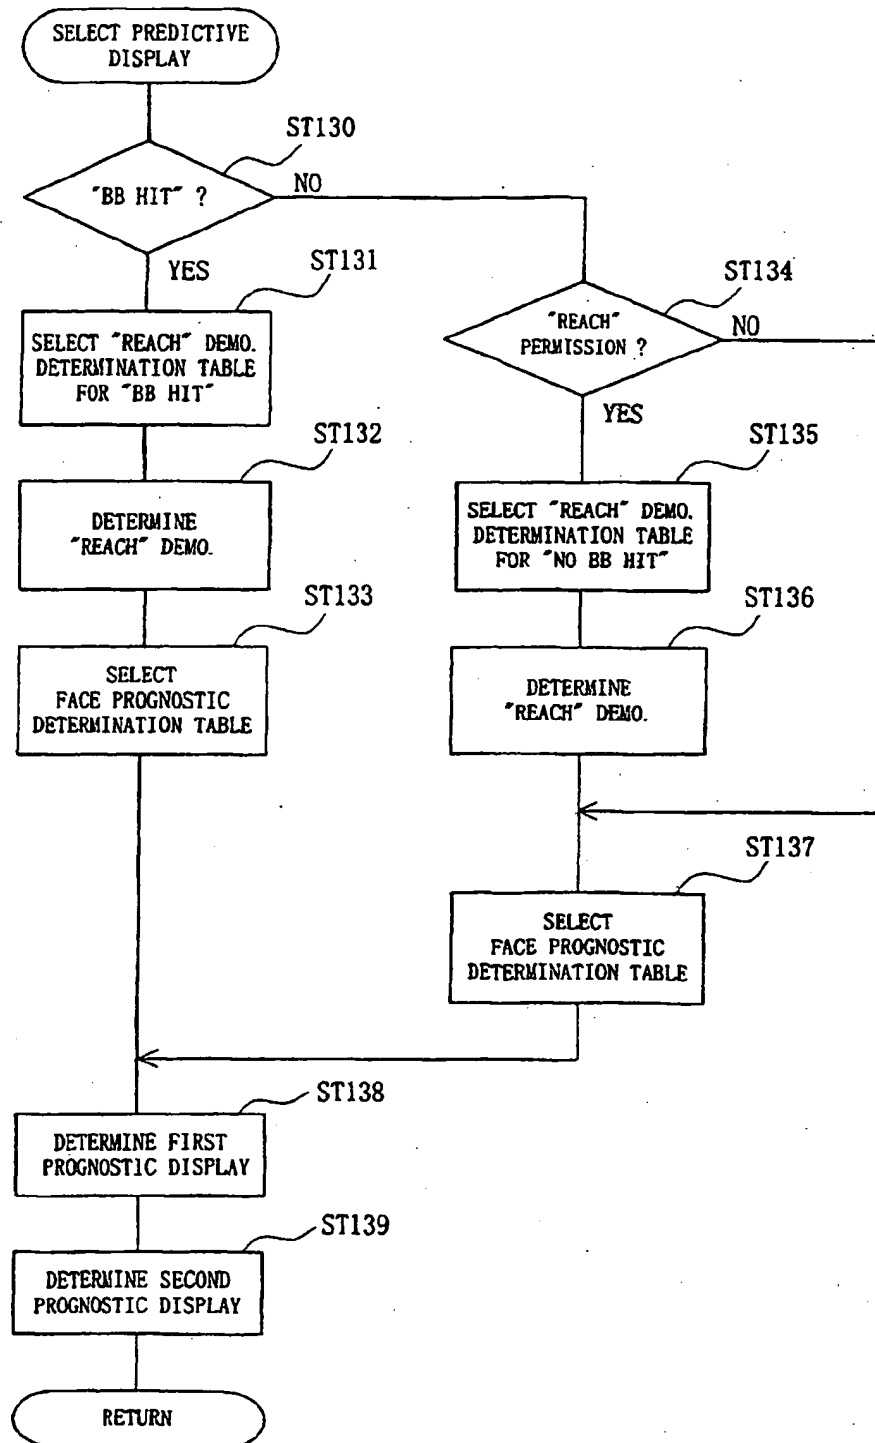 SELECT PREDICTIVE
DISPLAY
ST130
"BB HIT" ?
NO
YES
ST131
SELECT "REACH" DEMO.
DETERMINATION TABLE
FOR "BB HIT"
ST132
DETERMINE
"REACH" DEMO.
ST133
SELECT
FACE PROGNOSTIC
DETERMINATION TABLE
ST134
"REACH"
PERMISSION ?
NO
YES
ST135
SELECT "REACH" DEMO.
DETERMINATION TABLE
FOR "NO BB HIT"
ST136
DETERMINE
"REACH" DEMO.
ST137
SELECT
FACE PROGNOSTIC
DETERMINATION TABLE
ST138
DETERMINE FIRST
PROGNOSTIC DISPLAY
ST139
DETERMINE SECOND
PROGNOSTIC DISPLAY
RETURN